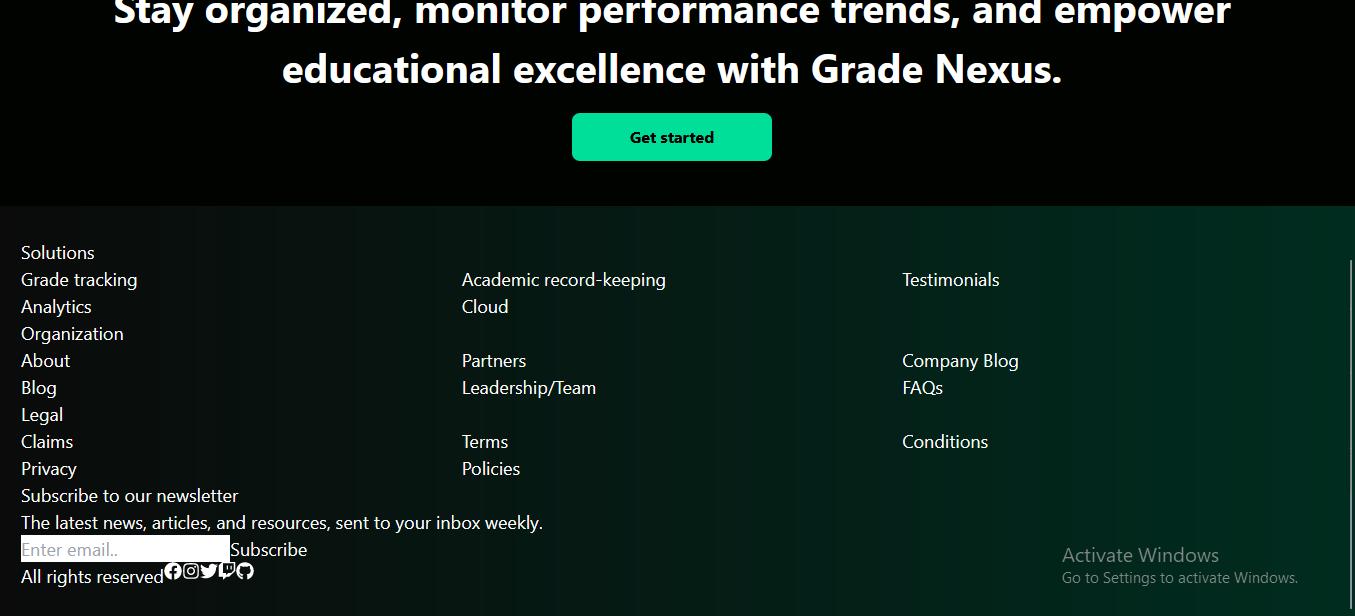 Stay organized, monitor performance trends, and empower
educational excellence with Grade Nexus.
Get started
Solutions
Grade tracking Academic record-keeping Testimonials
Analytics Cloud
Organization
About Partners Company Blog
Blog Leadership/Team FAQs
Legal
Claims Terms Conditions
Privacy Policies
Subscribe to our newsletter
The latest news, articles, and resources, sent to your inbox weekly.
Enter email.. Subscribe
All rights reserved
Activate Windows
Go to Settings to activate Windows.